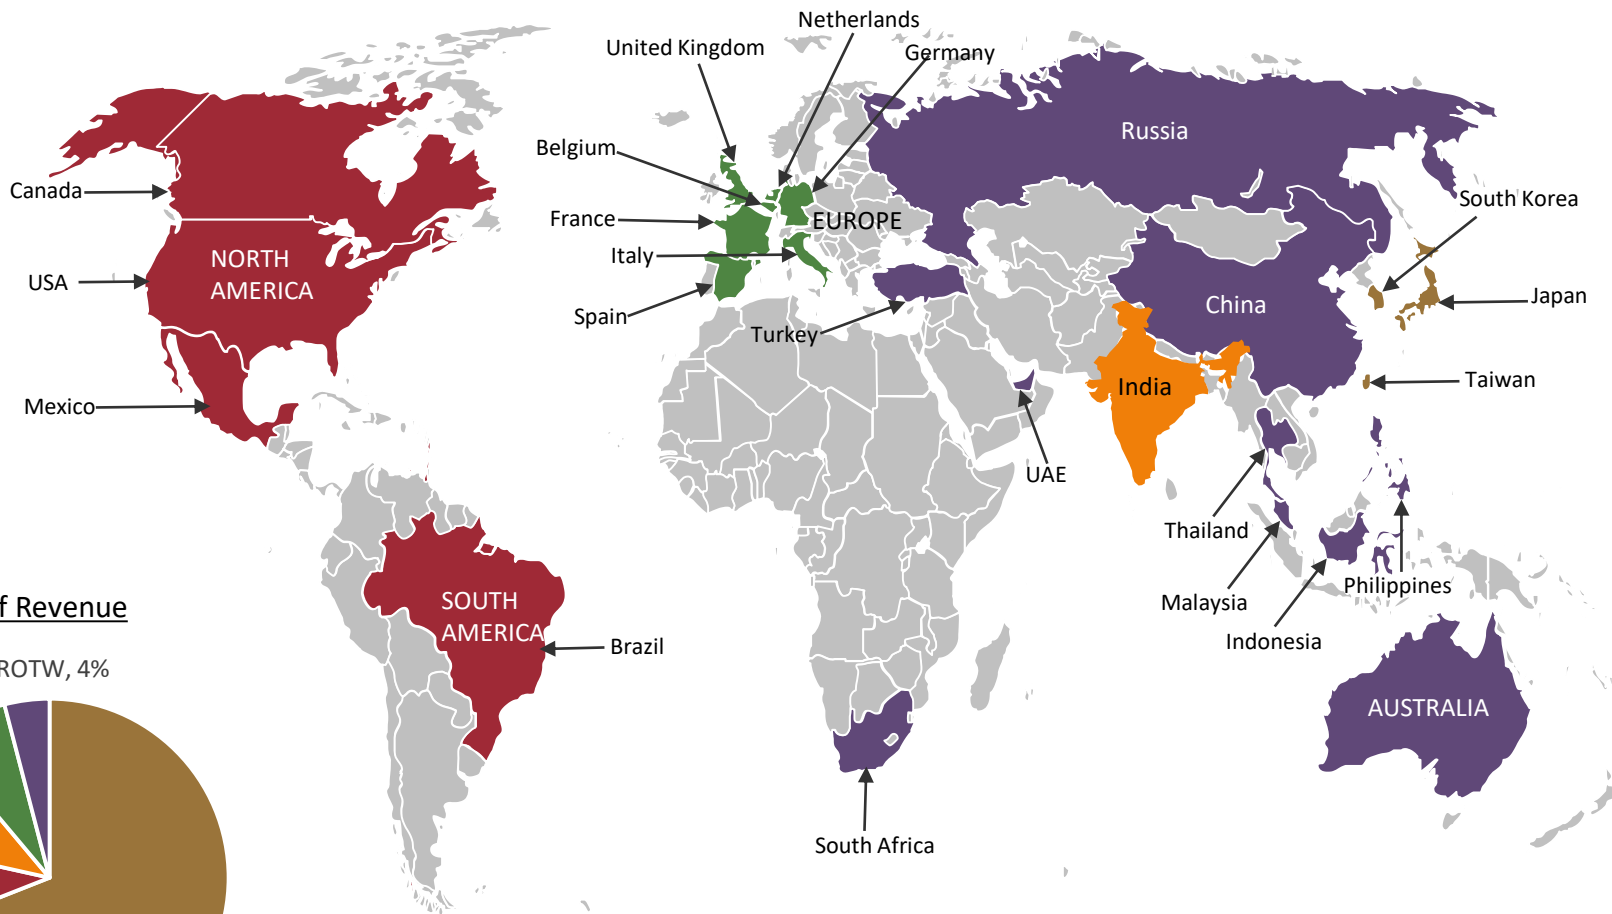 Netherlands
United Kingdom
Germany
Russia
Belgium
Canada
South Korea
France
EUROPE
Italy
NORTH
AMERICA
USA
China
Japan
Spain
Turkey
Taiwan
India
Mexico
UAE
Thailand
Philippines
Malaysia
SOUTH
AMERICA
Indonesia
Brazil
f Revenue
ROTW, 4%
AUSTRALIA
South Africa